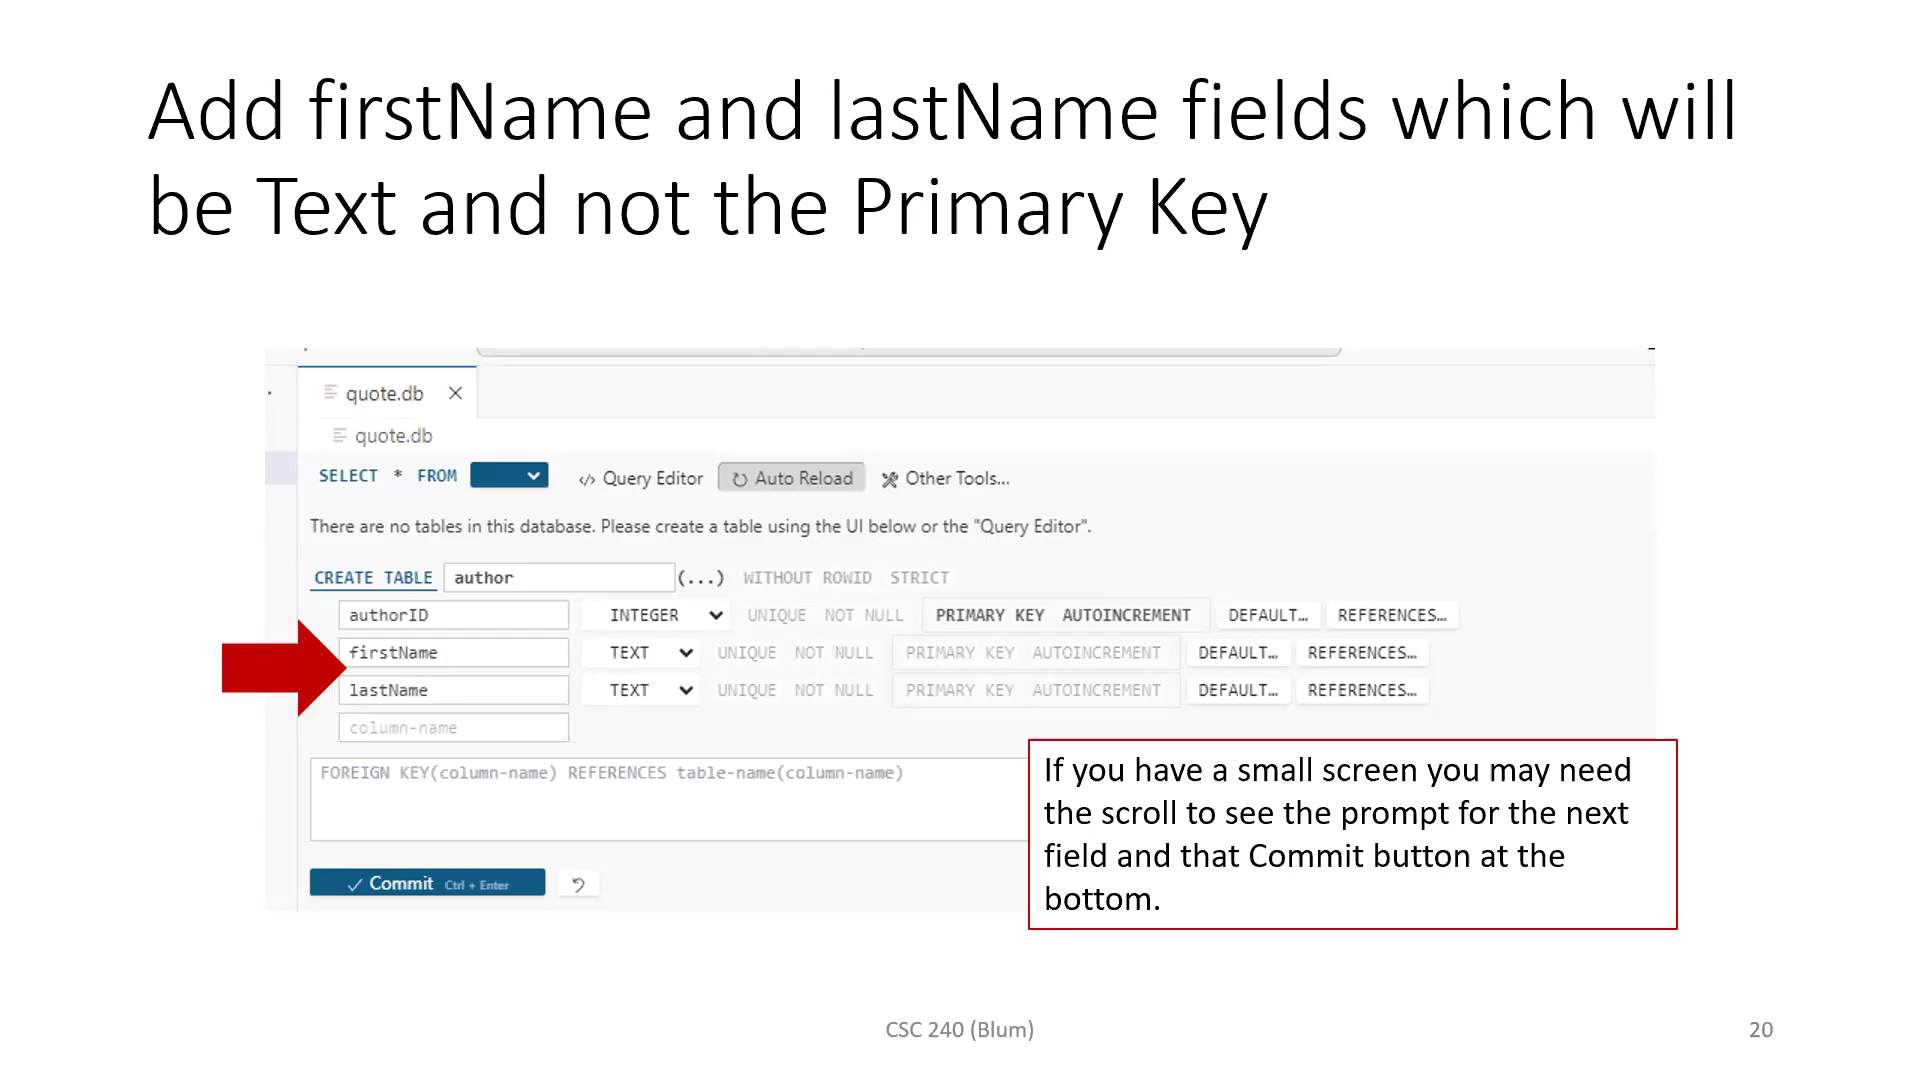 Add firstName and lastName fields which will
be Text and not the Primary Key
quote.db
quote.db
SELECT * FROM Query Editor Auto Reload Other Tools...
There are no tables in this database. Please create a table using the UI below or the "Query Editor".
CREATE TABLE author (...) WITHOUT ROWID STRICT
authorID INTEGER UNIQUE NOT NULL PRIMARY KEY AUTOINCREMENT DEFAULT… REFERENCES…
firstName TEXT UNIQUE NOT NULL PRIMARY KEY AUTOINCREMENT DEFAULT… REFERENCES…
lastName TEXT UNIQUE NOT NULL PRIMARY KEY AUTOINCREMENT DEFAULT… REFERENCES…
column-name
FOREIGN KEY(column-name) REFERENCES table-name(column-name)
Commit Ctrl + Enter
If you have a small screen you may need
the scroll to see the prompt for the next
field and that Commit button at the
bottom.
CSC 240 (Blum)
20